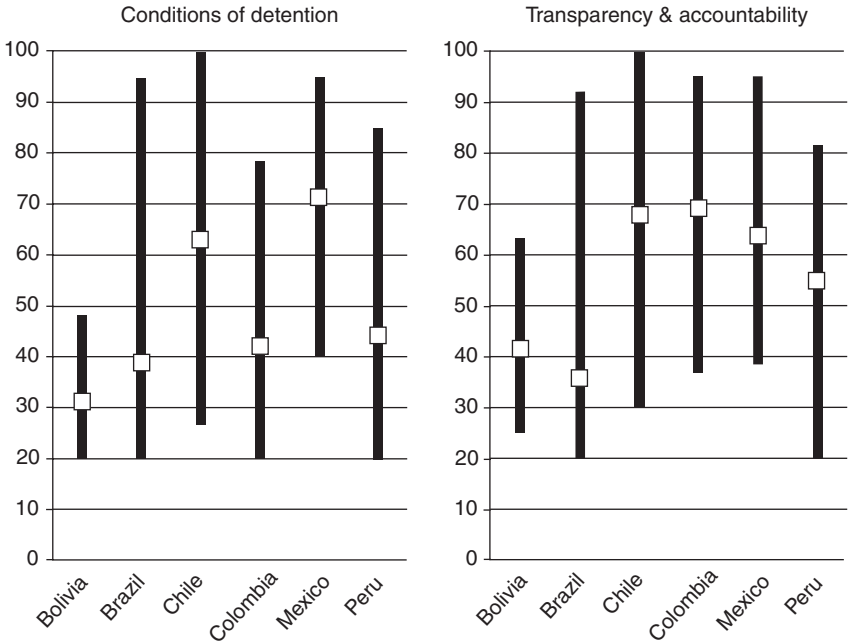 Conditions of detention
100
90
80
70
60
50
40
30
20
10
0
Bolivia
Brazil
Chile
Colombia
Mexico
Peru
Transparency & accountability
100
90
80
70
60
50
40
30
20
10
0
Bolivia
Brazil
Chile
Colombia
Mexico
Peru